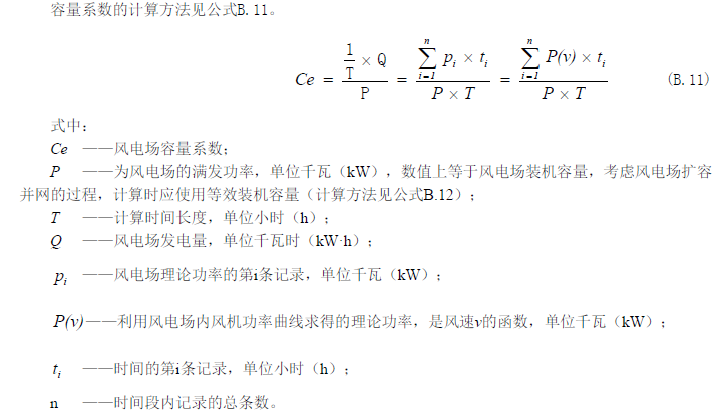 容量系数的计算方法见公式B.11。
Ce = \frac{\frac{1}{T} × Q}{P} = \frac{\sum_{i=1}^{n} p_i × t_i}{P × T} = \frac{\sum_{i=1}^{n} P(v) × t_i}{P × T} (B.11)
式中：
Ce ——风电场容量系数；
P ——为风电场的满发功率，单位千瓦（kW），数值上等于风电场装机容量，考虑风电场扩容
并网的过程，计算时应使用等效装机容量（计算方法见公式B.12）；
T ——计算时间长度，单位小时（h）；
Q ——风电场发电量，单位千瓦时（kW·h）；
p_i ——风电场理论功率的第i条记录，单位千瓦（kW）；
P(v)——利用风电场内风机功率曲线求得的理论功率，是风速v的函数，单位千瓦（kW）；
t_i ——时间的第i条记录，单位小时（h）；
n ——时间段内记录的总条数。